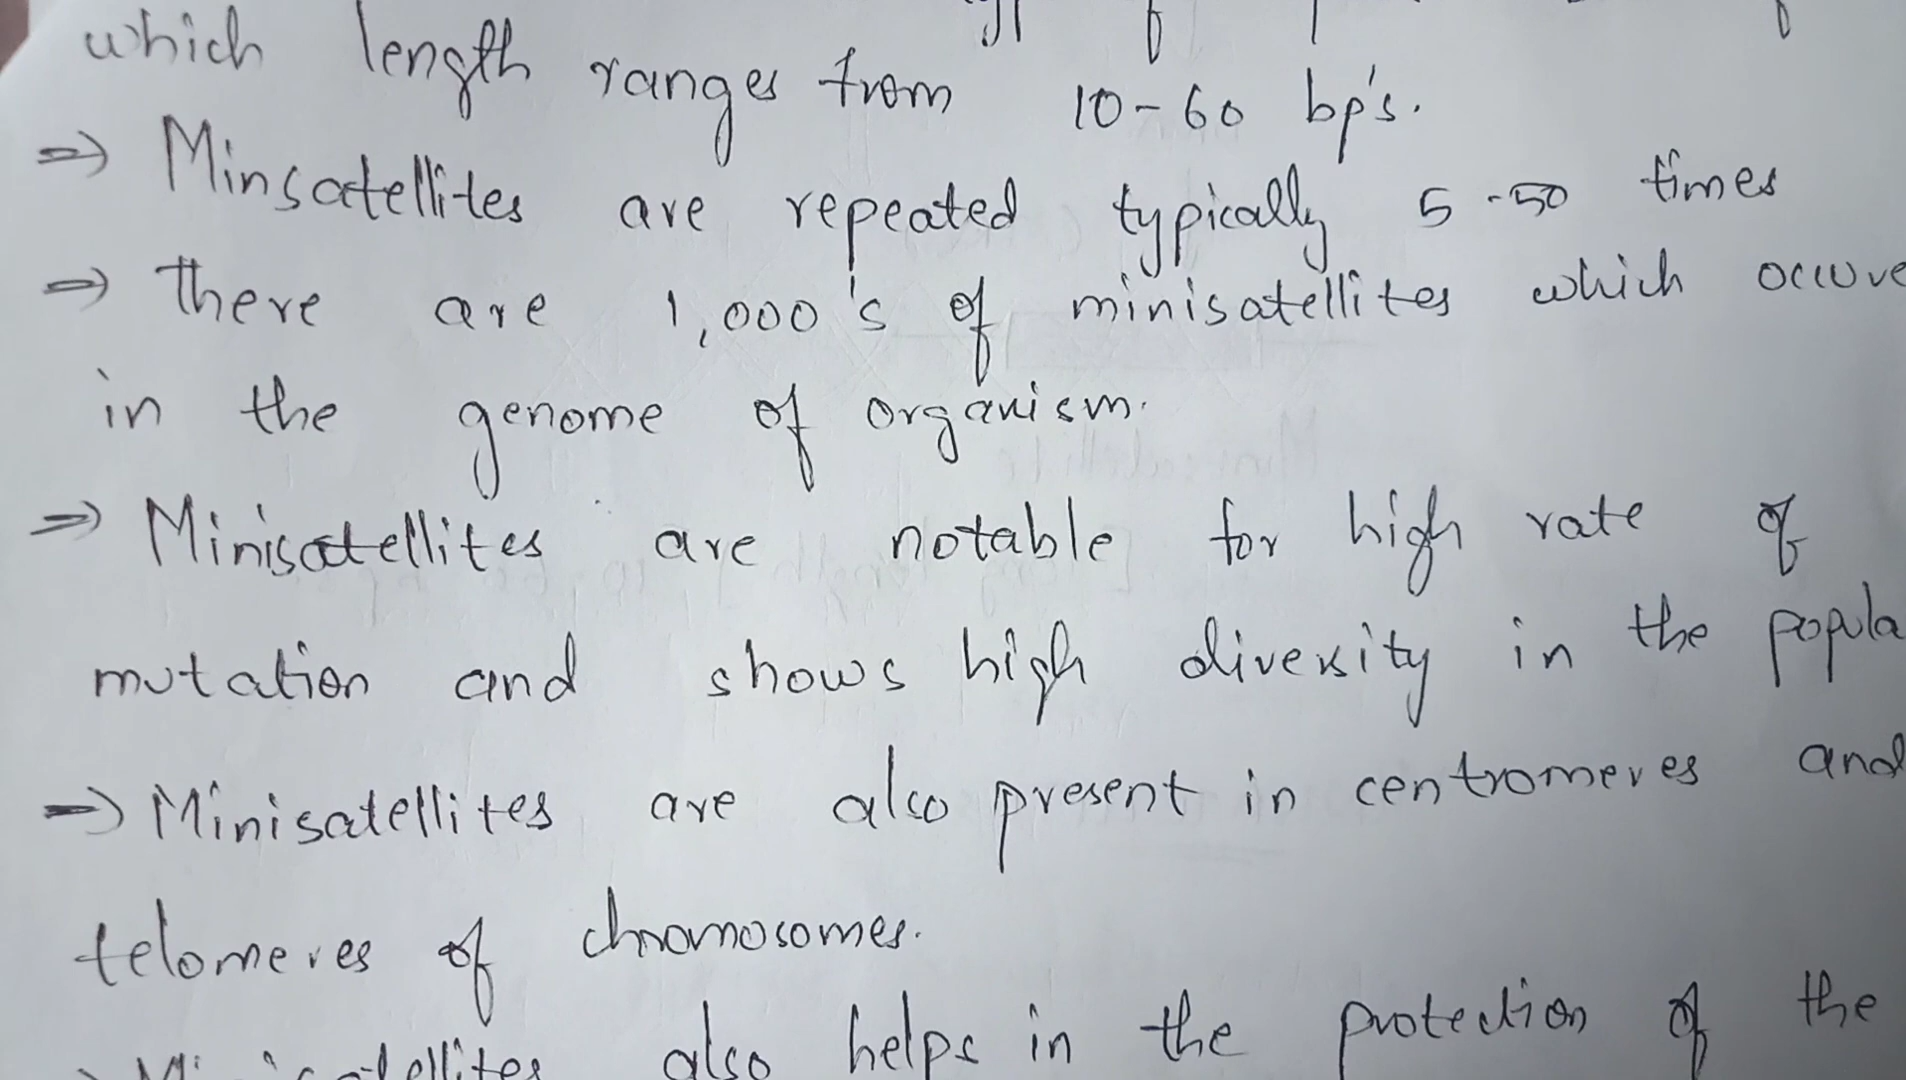 which length ranges from 10-60 bp's.
⇒ Minsatellites are repeated typically 5-50 times
⇒ there are 1,000's of minisatellites which occure
in the genome of organism.
⇒ Minisatellites are notable for high rate of
mutation and shows high diversity in the popula
⇒ Minisatellites are also present in centromeres and
telomeres of chromosomes.
Minisatellites also helps in the protection of the